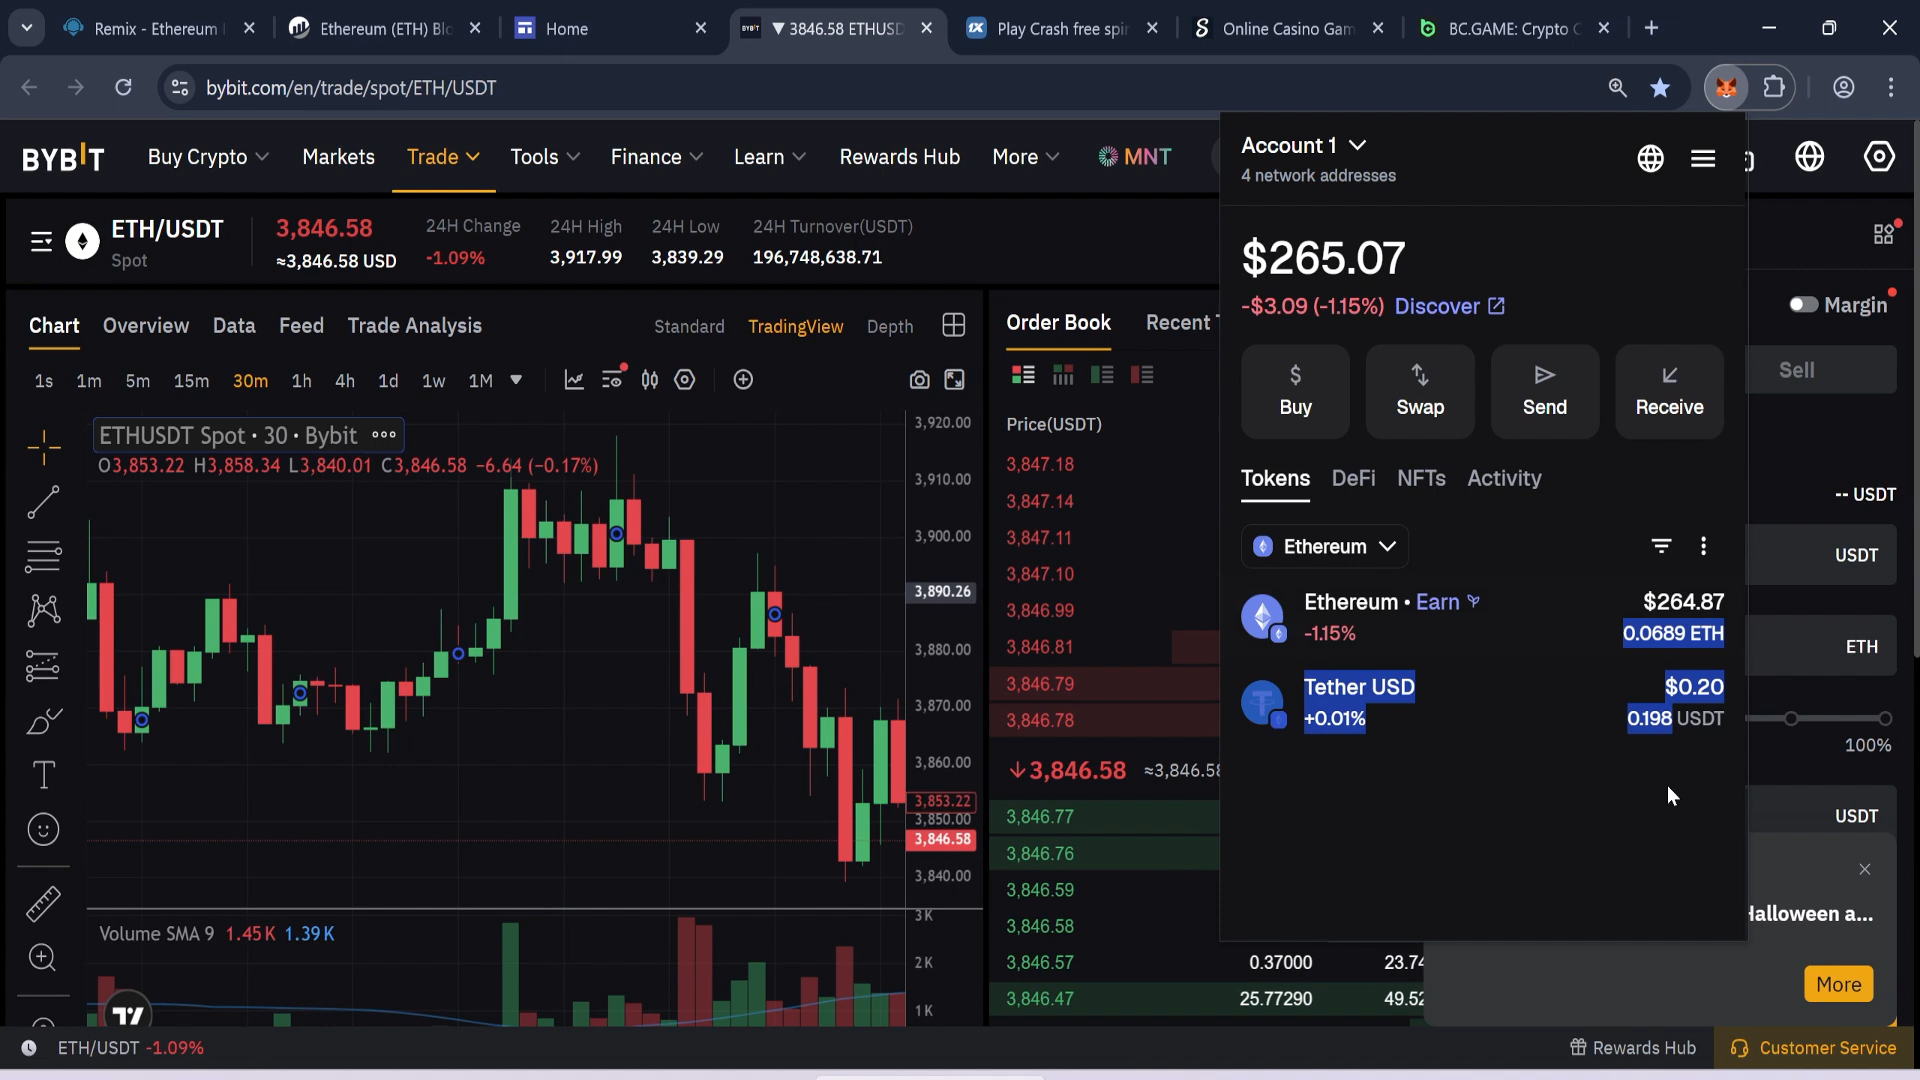 Remix - Ethereum
Ethereum (ETH) Blo
Home
▼ 3846.58 ETHUSD
Play Crash free spin
Online Casino Gam
BC.GAME: Crypto C
bybit.com/en/trade/spot/ETH/USDT
BYBIT
Buy Crypto
Markets
Trade
Tools
Finance
Learn
Rewards Hub
More
MNT
ETH/USDT
Spot
3,846.58
≈3,846.58 USD
24H Change
-1.09%
24H High
3,917.99
24H Low
3,839.29
24H Turnover(USDT)
196,748,638.71
Chart
Overview
Data
Feed
Trade Analysis
Standard
TradingView
Depth
1s
1m
5m
15m
30m
1h
4h
1d
1w
1M
ETHUSDT Spot • 30 • Bybit
O3,853.22 H3,858.34 L3,840.01 C3,846.58 -6.64 (-0.17%)
3,920.00
3,910.00
3,900.00
3,890.26
3,880.00
3,870.00
3,860.00
3,853.22
3,850.00
3,846.58
3,840.00
Volume SMA 9 1.45 K 1.39 K
3 K
2 K
1 K
Order Book
Recent T
Price(USDT)
3,847.18
3,847.14
3,847.11
3,847.10
3,846.99
3,846.81
3,846.79
3,846.78
↓3,846.58
≈3,846.58
3,846.77
3,846.76
3,846.59
3,846.58
3,846.57 0.37000 23.74
3,846.47 25.77290 49.52
Account 1
4 network addresses
$265.07
-$3.09 (-1.15%) Discover
Buy
Swap
Send
Receive
Tokens
DeFi
NFTs
Activity
Ethereum
Ethereum • Earn
$264.87
-1.15%
0.0689 ETH
Tether USD
$0.20
+0.01%
0.198 USDT
Margin
Sell
-- USDT
USDT
ETH
100%
USDT
Halloween a...
More
ETH/USDT -1.09%
Rewards Hub
Customer Service